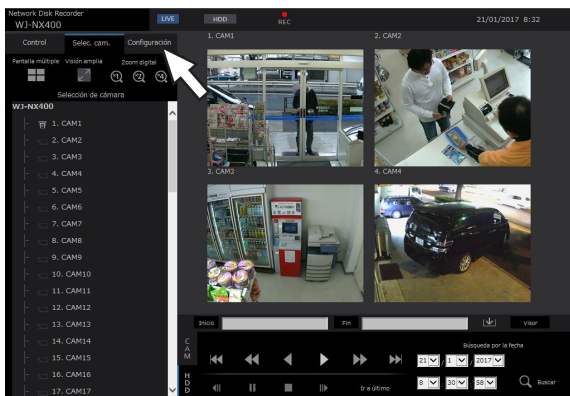 Network Disk Recorder
WJ-NX400
LIVE
HDD
REC
21/01/2017 8:32
Control
Selec. cam.
Configuración
Pantalla múltiple
Visión amplia
Zoom digital
Selección de cámara
WJ-NX400
1. CAM1
2. CAM2
3. CAM3
4. CAM4
5. CAM5
6. CAM6
7. CAM7
8. CAM8
9. CAM9
10. CAM10
11. CAM11
12. CAM12
13. CAM13
14. CAM14
15. CAM15
16. CAM16
17. CAM17
1. CAM1
2. CAM2
3. CAM3
4. CAM4
Inicio
Fin
Visor
CAM
HDD
Ir a último
Búsqueda por la fecha
21 / 1 / 2017
8 : 30 : 58
Buscar